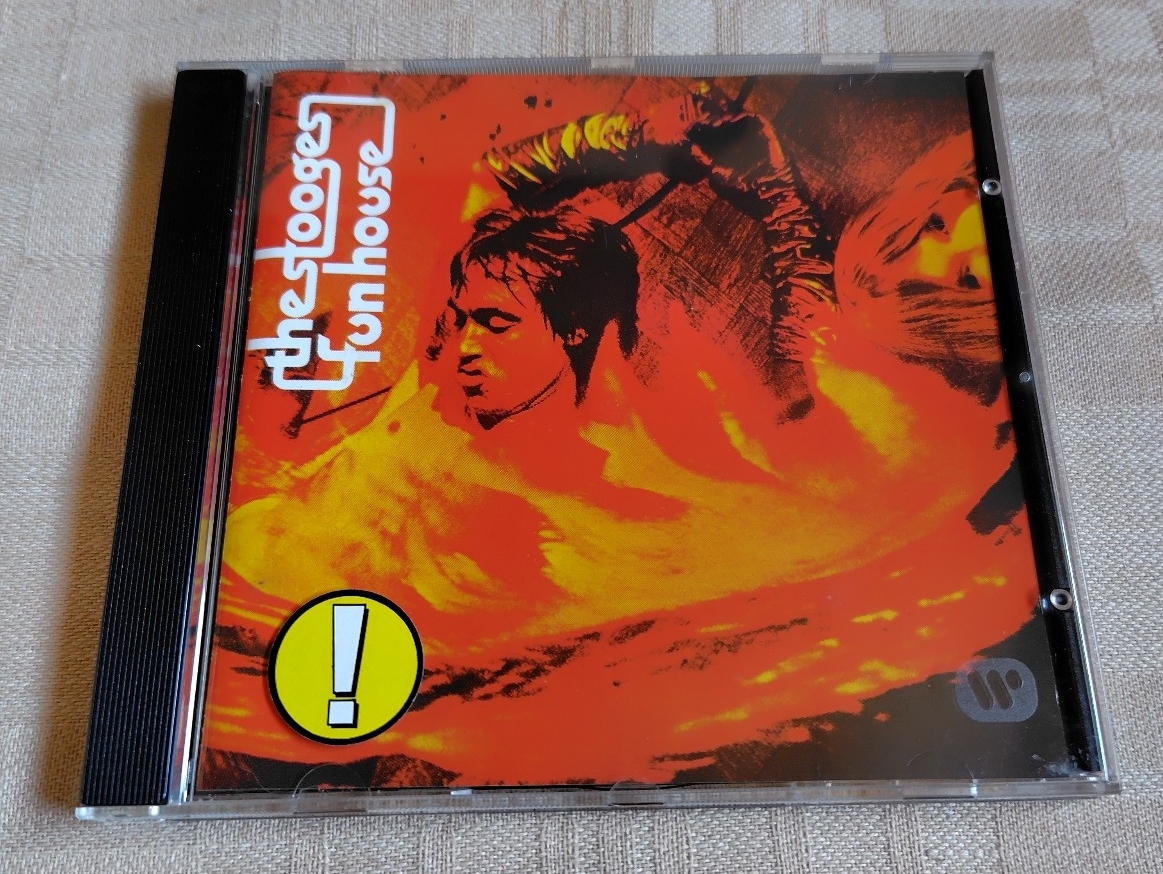 the stooges
fun house
!